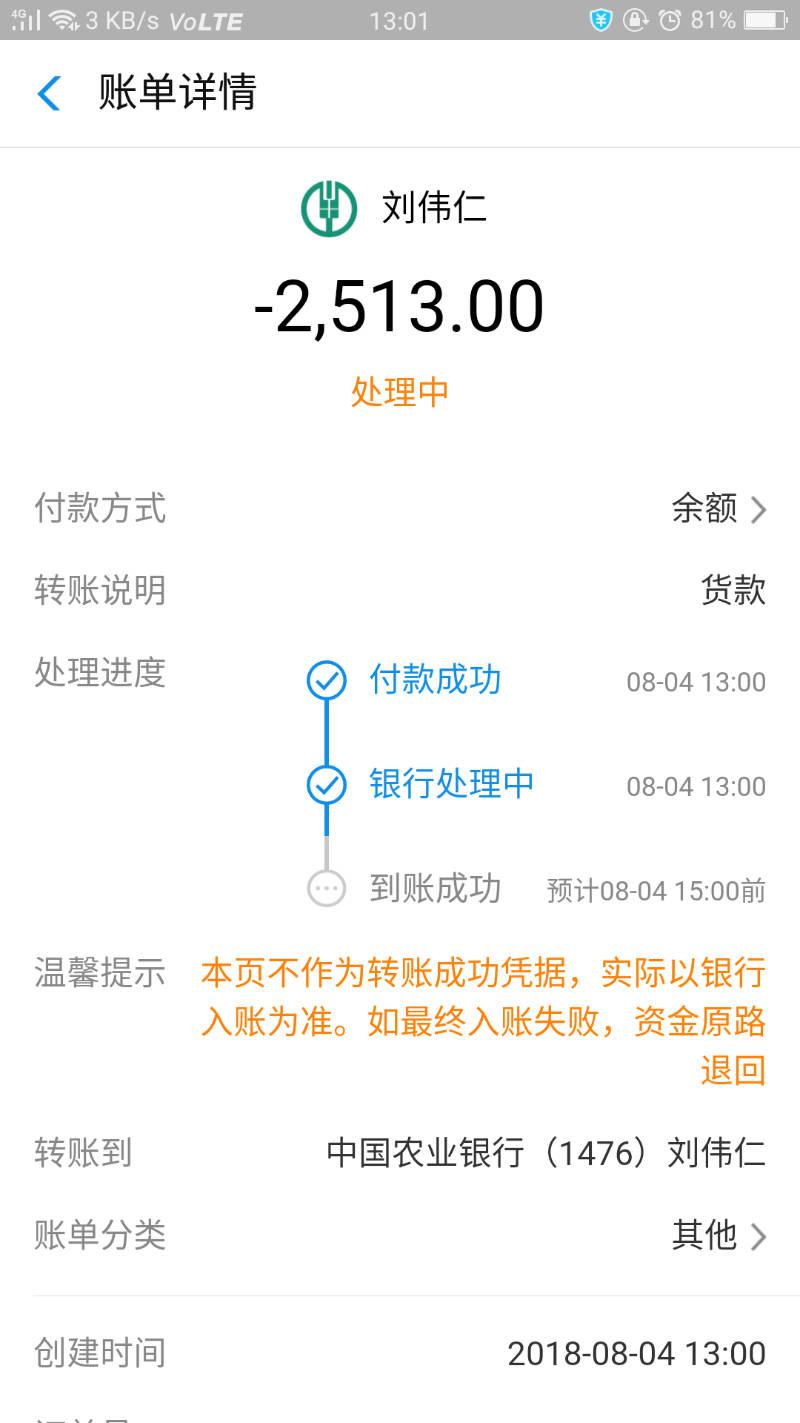 4G 3 KB/s VoLTE 13:01 81%
账单详情
刘伟仁
-2,513.00
处理中
付款方式 余额
转账说明 货款
处理进度 付款成功 08-04 13:00
银行处理中 08-04 13:00
到账成功 预计08-04 15:00前
温馨提示 本页不作为转账成功凭据，实际以银行
入账为准。如最终入账失败，资金原路
退回
转账到 中国农业银行（1476）刘伟仁
账单分类 其他
创建时间 2018-08-04 13:00